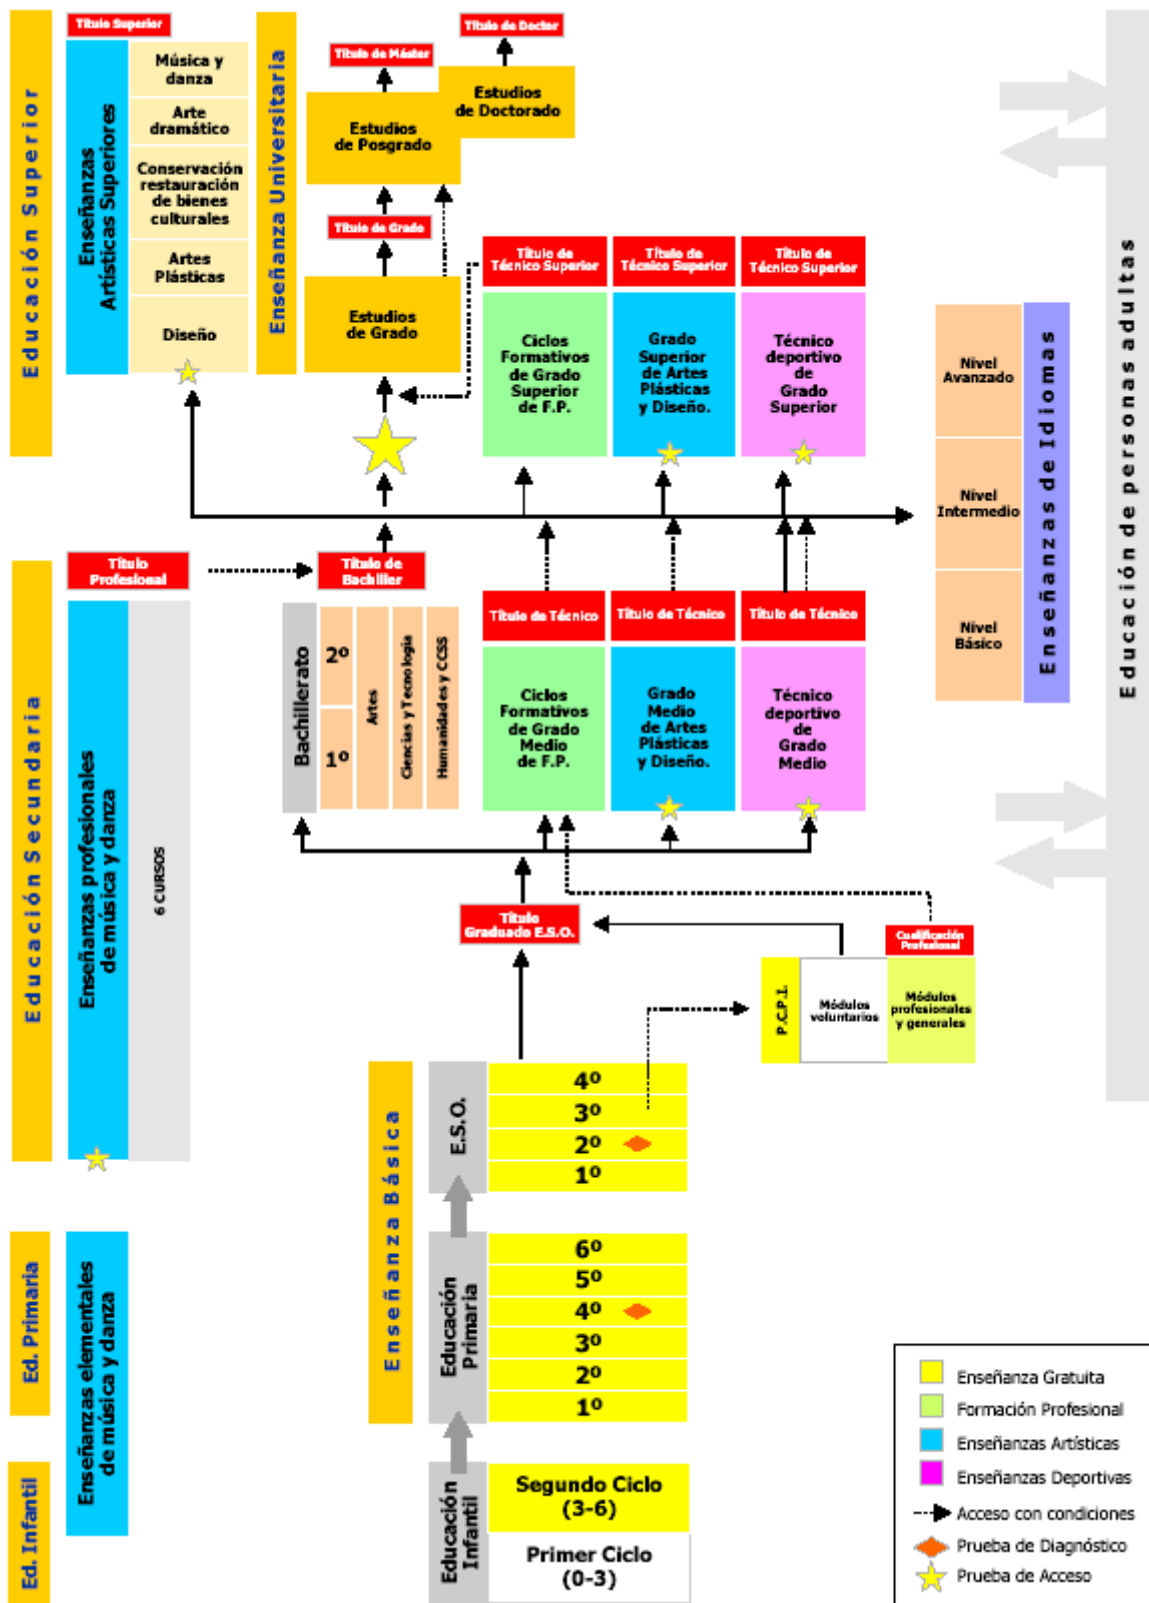 Título Superior
Título de Doctor
Título de Máster
Educación Superior
Enseñanzas
Artísticas Superiores
Música y
danza
Arte
dramático
Conservación
restauración
de bienes
culturales
Artes
Plásticas
Diseño
Enseñanza Universitaria
Estudios
de Posgrado
Estudios
de Doctorado
Título de Grado
Estudios
de Grado
Título de
Técnico Superior
Título de
Técnico Superior
Título de
Técnico Superior
Ciclos
Formativos
de Grado
Superior
de F.P.
Grado
Superior
de Artes
Plásticas
y Diseño.
Técnico
deportivo
de
Grado
Superior
Nivel
Avanzado
Nivel
Intermedio
Nivel
Básico
Enseñanzas de Idiomas
Educación de personas adultas
Educación Secundaria
Título
Profesional
Título de
Bachiller
Enseñanzas profesionales
de música y danza
6 CURSOS
Bachillerato
2º
1º
Artes
Ciencias y Tecnología
Humanidades y CCSS
Título de Técnico
Título de Técnico
Título de Técnico
Ciclos
Formativos
de Grado
Medio
de F.P.
Grado
Medio
de Artes
Plásticas
y Diseño.
Técnico
deportivo
de
Grado
Medio
Título
Graduado E.S.O.
Cualificación
Profesional
P.C.P.I.
Módulos
voluntarios
Módulos
profesionales
y generales
Enseñanza Básica
E.S.O.
4º
3º
2º
1º
Ed. Primaria
Enseñanzas elementales
de música y danza
Educación
Primaria
6º
5º
4º
3º
2º
1º
Ed. Infantil
Educación
Infantil
Segundo Ciclo
(3-6)
Primer Ciclo
(0-3)
Enseñanza Gratuita
Formación Profesional
Enseñanzas Artísticas
Enseñanzas Deportivas
Acceso con condiciones
Prueba de Diagnóstico
Prueba de Acceso